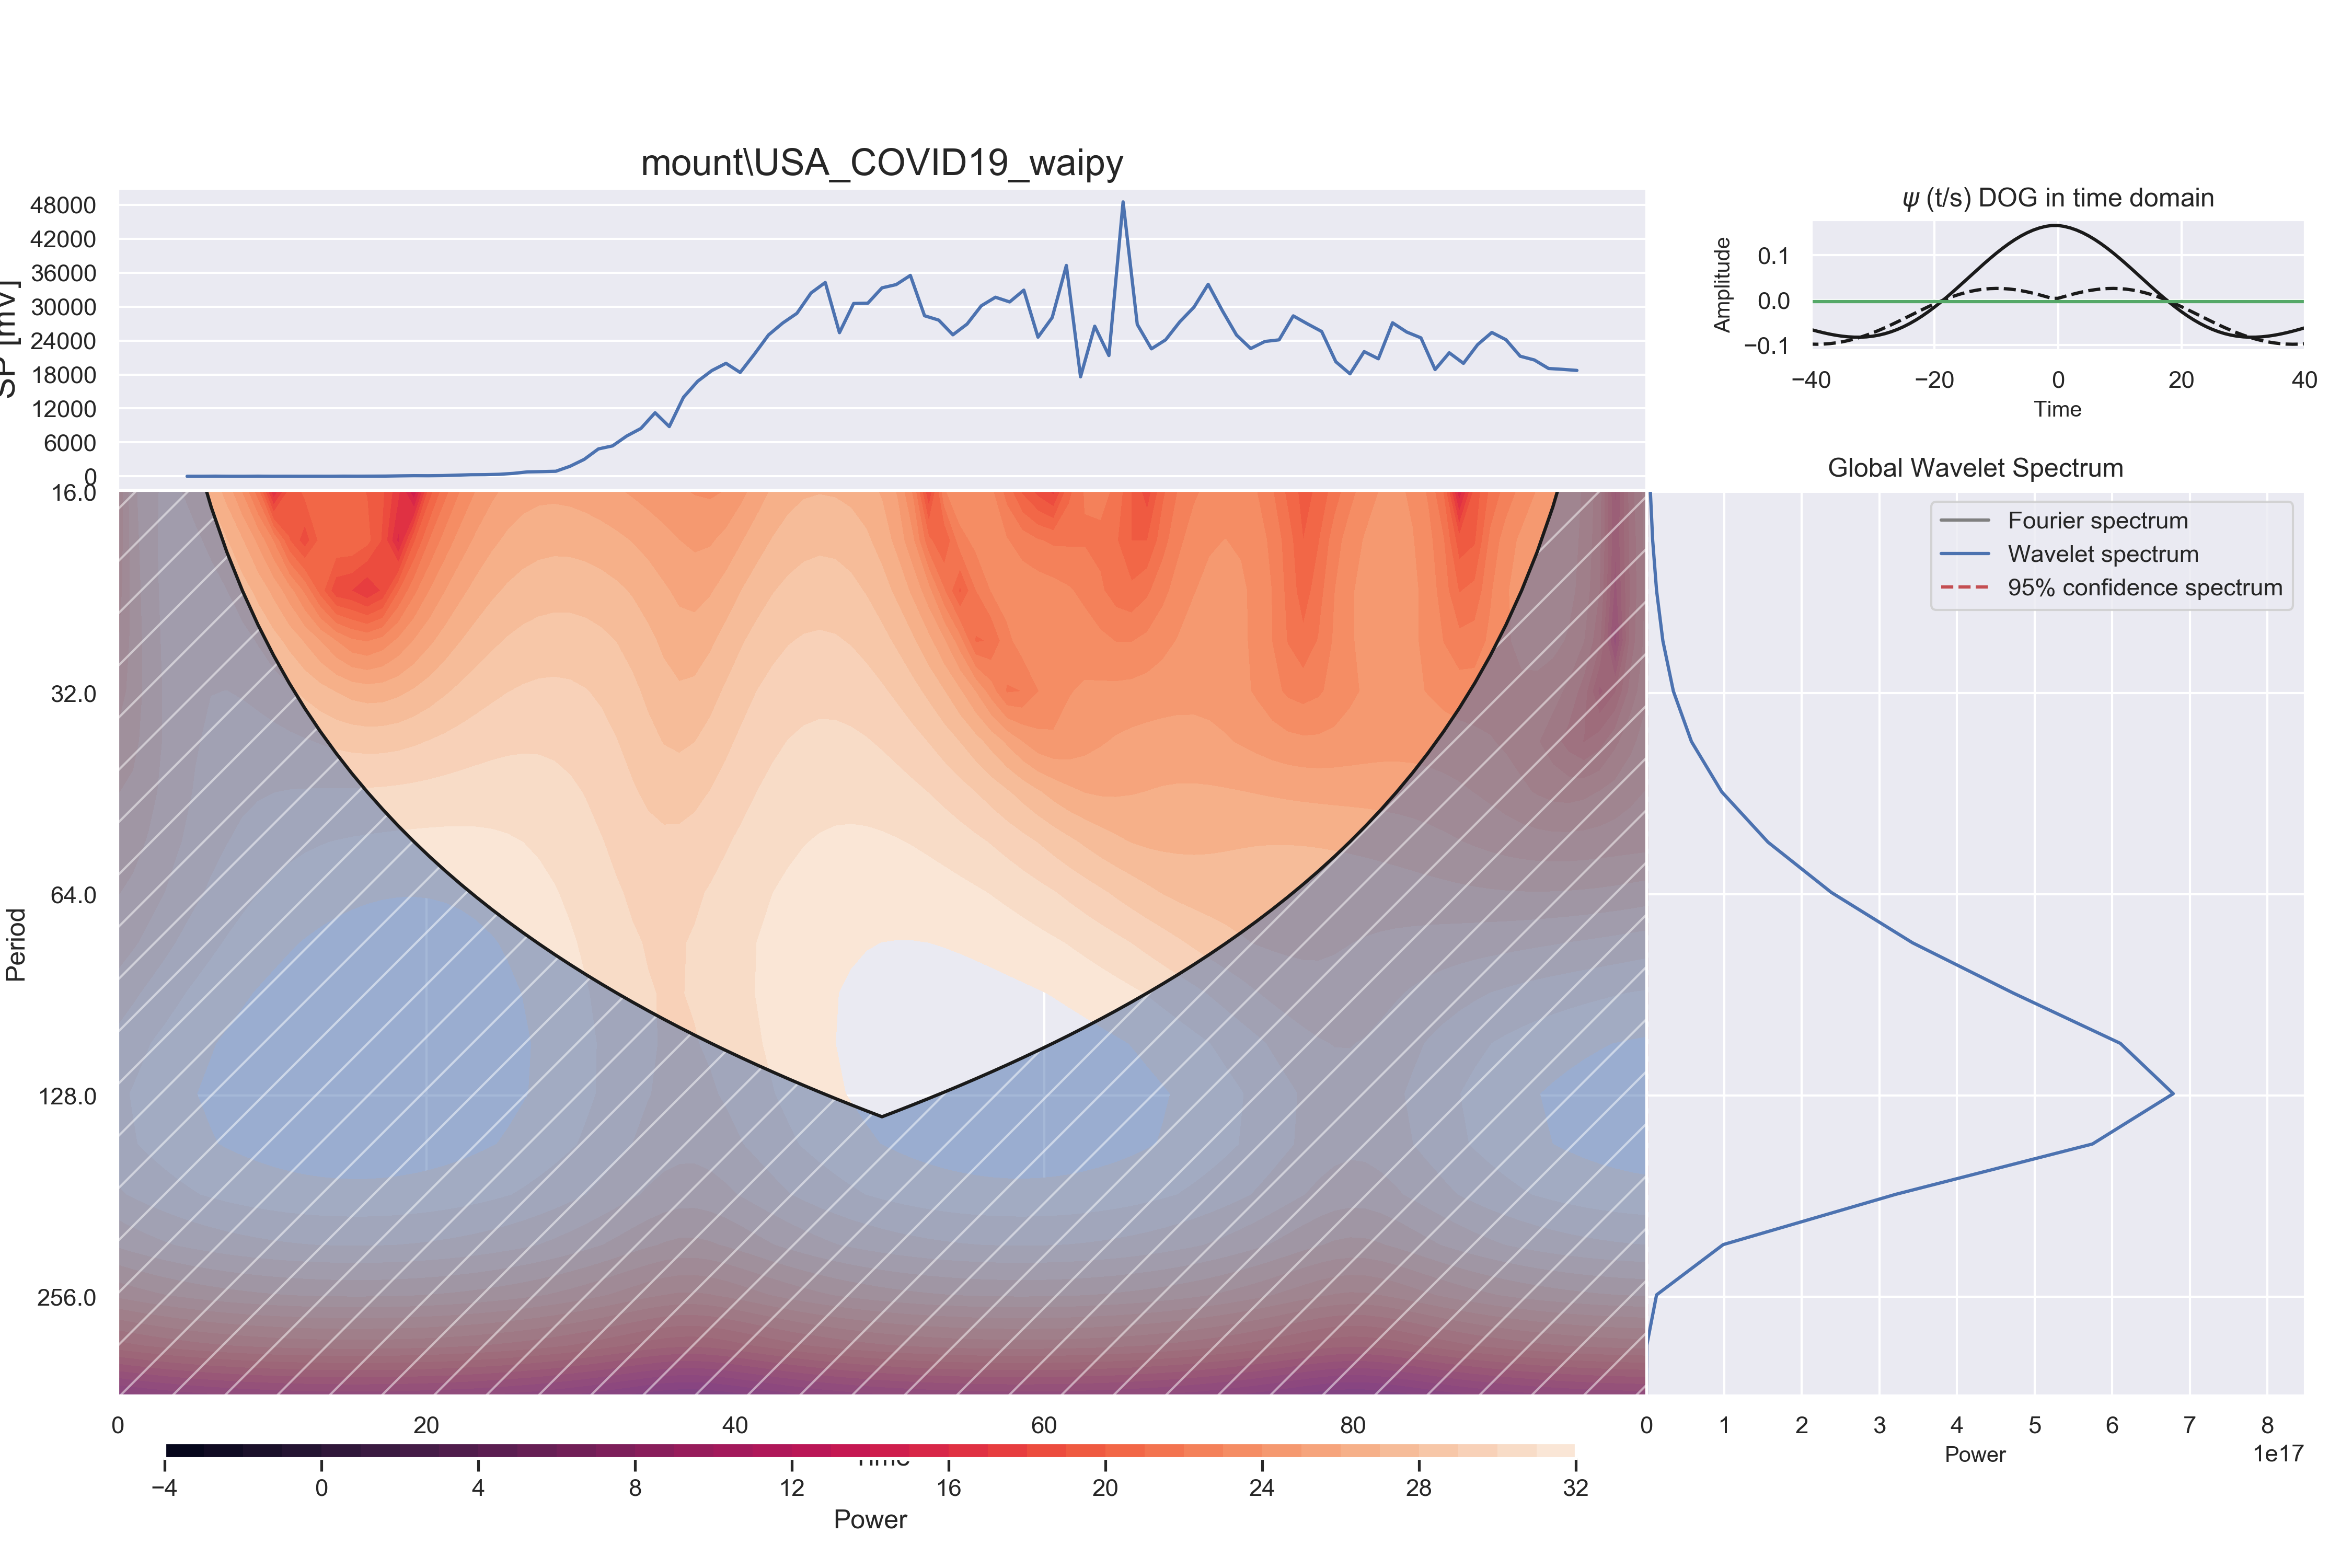 mount\USA_COVID19_waipy
SP [mV]
48000
42000
36000
30000
24000
18000
12000
6000
0
ψ (t/s) DOG in time domain
Amplitude
0.1
0.0
−0.1
−40 −20 0 20 40
Time
Global Wavelet Spectrum
Fourier spectrum
Wavelet spectrum
95% confidence spectrum
Period
16.0
32.0
64.0
128.0
256.0
0 20 40 60 80
Time
0 1 2 3 4 5 6 7 8
Power
1e17
−4 0 4 8 12 16 20 24 28 32
Power